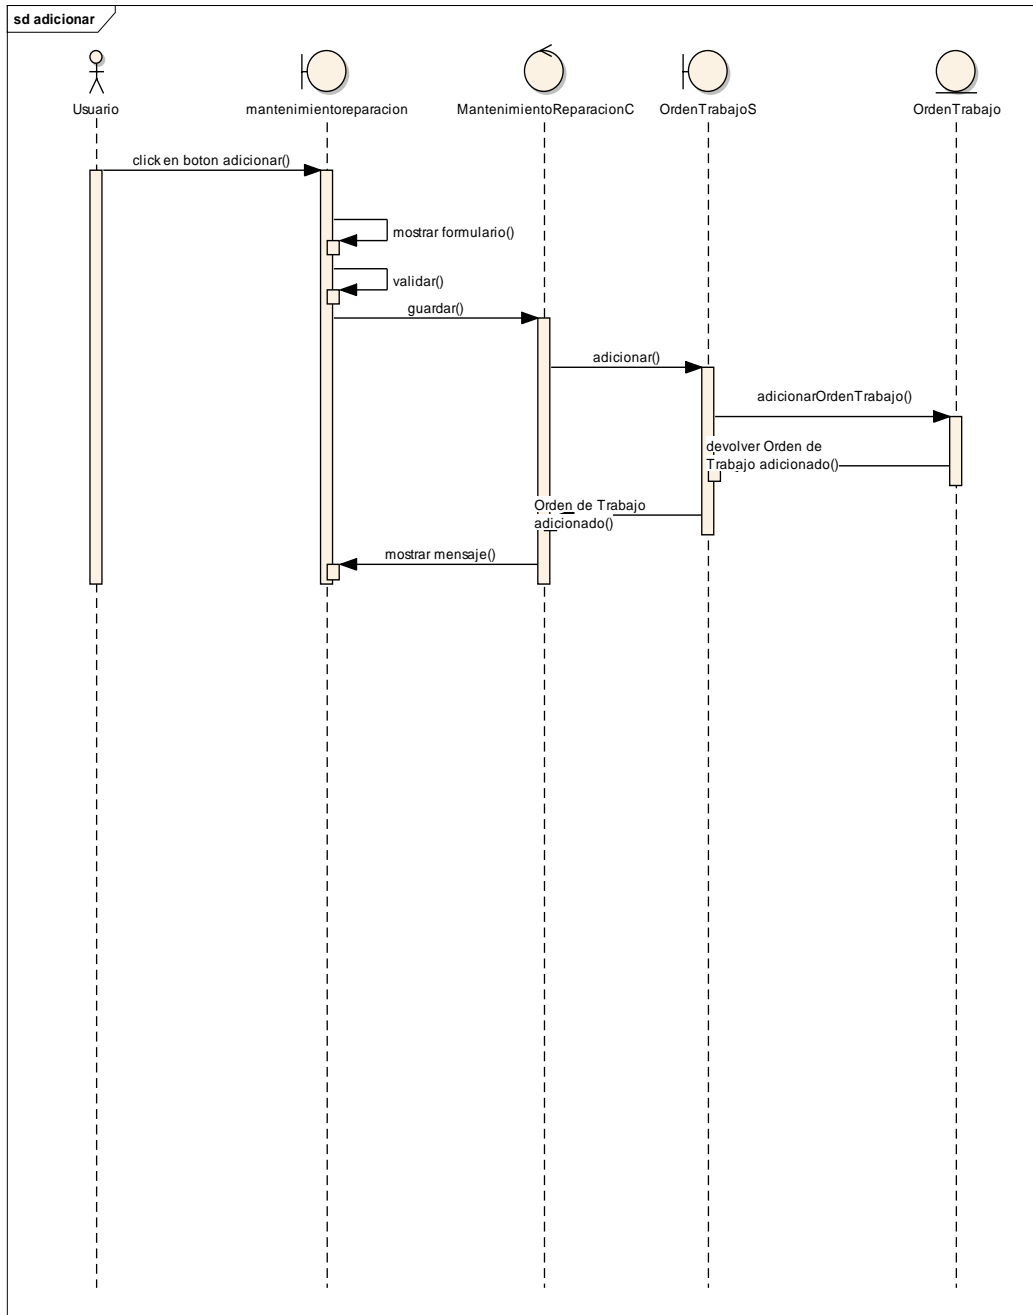 sd adicionar
Usuario
mantenimientoreparacion
MantenimientoReparacionC
OrdenTrabajoS
OrdenTrabajo
click en boton adicionar()
mostrar formulario()
validar()
guardar()
adicionar()
adicionarOrdenTrabajo()
devolver Orden de
Trabajo adicionado()
Orden de Trabajo
adicionado()
mostrar mensaje()